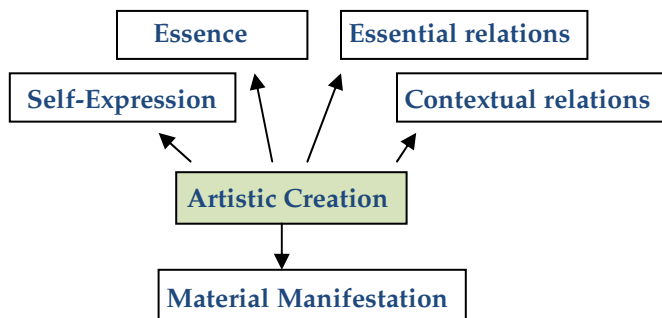 Essence
Essential relations
Self-Expression
Contextual relations
Artistic Creation
Material Manifestation